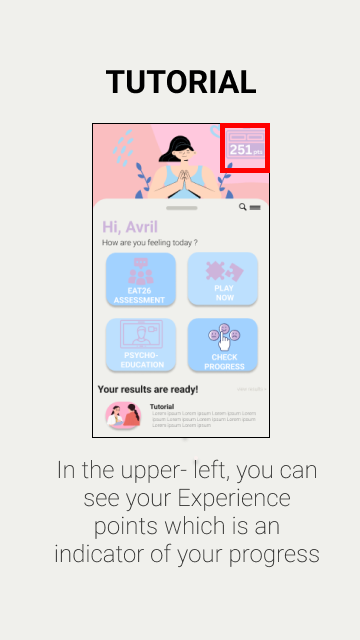 TUTORIAL
251 pts
Hi, Avril
How are you feeling today ?
EAT26
ASSESSMENT
PLAY
NOW
PSYCHO-
EDUCATION
CHECK
PROGRESS
Your results are ready!
Tutorial
Lorem ipsum Lorem ipsum Lorem ipsum Lorem
ipsum Lorem ipsum Lorem ipsum Lorem ipsum
Lorem ipsum Lorem ipsum
In the upper- left, you can
see your Experience
points which is an
indicator of your progress